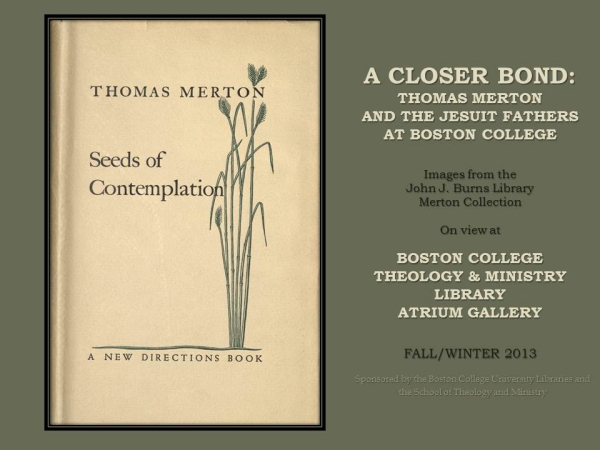 THOMAS MERTON
Seeds of
Contemplation
A NEW DIRECTIONS BOOK
A CLOSER BOND:
THOMAS MERTON
AND THE JESUIT FATHERS
AT BOSTON COLLEGE
Images from the
John J. Burns Library
Merton Collection
On view at
BOSTON COLLEGE
THEOLOGY & MINISTRY
LIBRARY
ATRIUM GALLERY
FALL/WINTER 2013
Sponsored by the Boston College University Libraries and
the School of Theology and Ministry